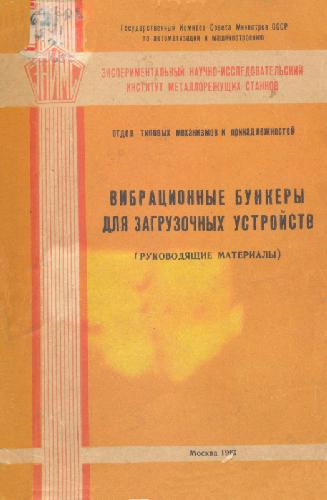 Государственный Комитет Совета Министров СССР
по автоматизации и машиностроению
ЭНИМС
ЭКСПЕРИМЕНТАЛЬНЫЙ НАУЧНО-ИССЛЕДОВАТЕЛЬСКИЙ
ИНСТИТУТ МЕТАЛЛОРЕЖУЩИХ СТАНКОВ
ОТДЕЛ ТИПОВЫХ МЕХАНИЗМОВ И ПРИНАДЛЕЖНОСТЕЙ
ВИБРАЦИОННЫЕ БУНКЕРЫ
ДЛЯ ЗАГРУЗОЧНЫХ УСТРОЙСТВ
(РУКОВОДЯЩИЕ МАТЕРИАЛЫ)
Москва